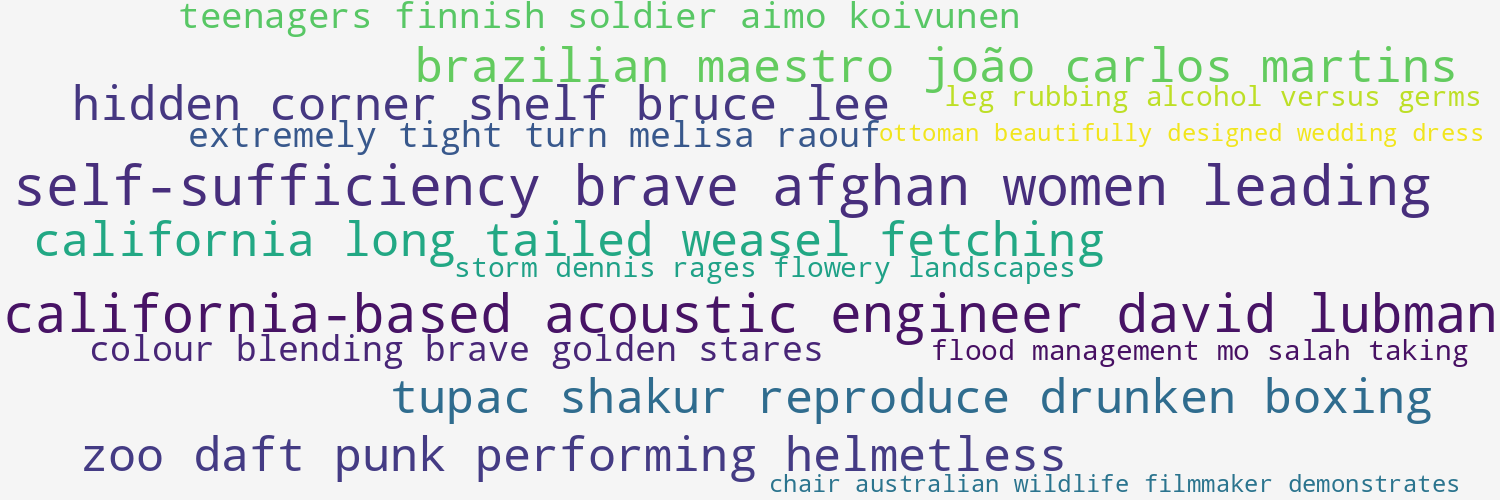 teenagers finnish soldier aimo koivunen
brazilian maestro joão carlos martins
hidden corner shelf bruce lee
leg rubbing alcohol versus germs
extremely tight turn melisa raouf
ottoman beautifully designed wedding dress
self-sufficiency brave afghan women leading
california long tailed weasel fetching
storm dennis rages flowery landscapes
california-based acoustic engineer david lubman
colour blending brave golden stares
flood management mo salah taking
tupac shakur reproduce drunken boxing
zoo daft punk performing helmetless
chair australian wildlife filmmaker demonstrates